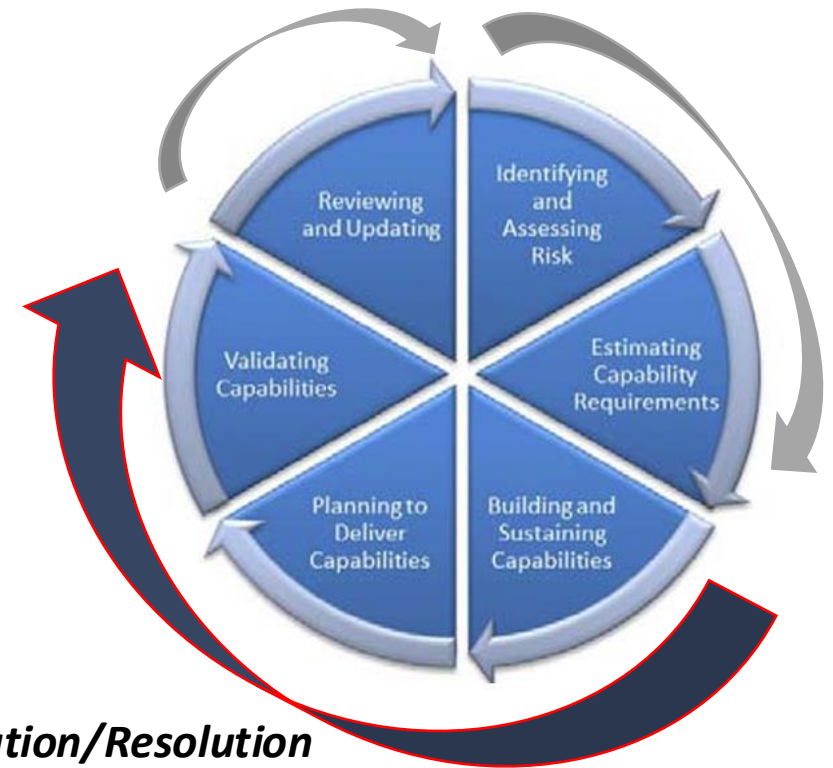 Identifying
and
Assessing
Risk
Estimating
Capability
Requirements
Building and
Sustaining
Capabilities
Planning to
Deliver
Capabilities
Validating
Capabilities
Reviewing
and Updating
/Resolution